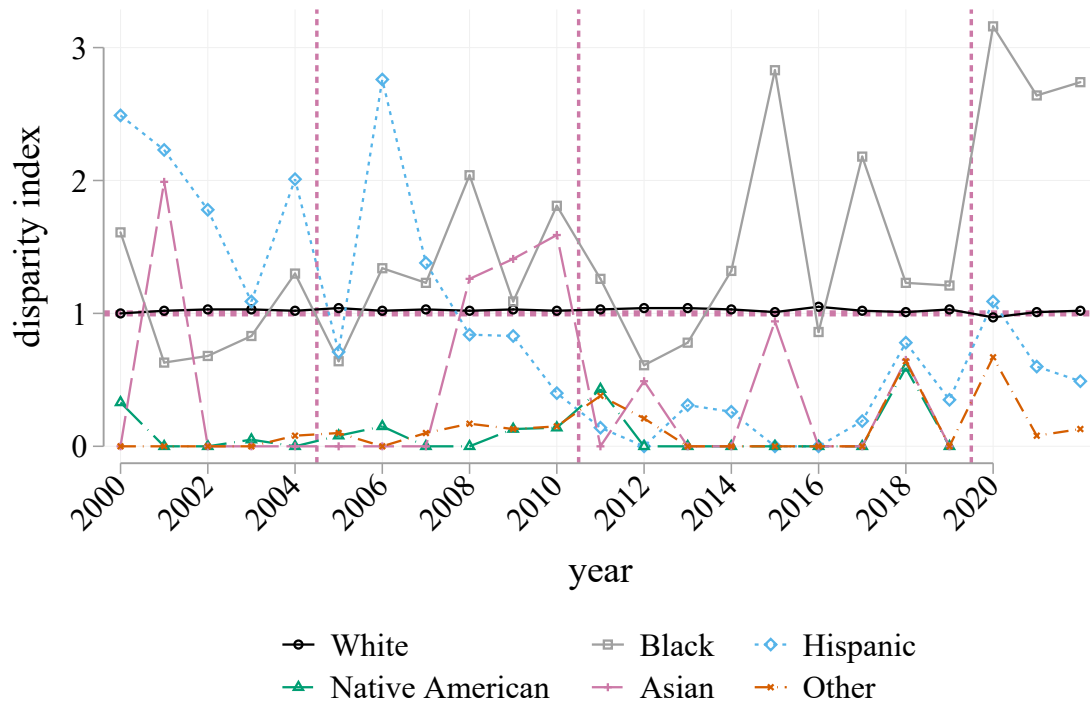 disparity index
3
2
1
0
2000 2002 2004 2006 2008 2010 2012 2014 2016 2018 2020
year
White Black Hispanic
Native American Asian Other